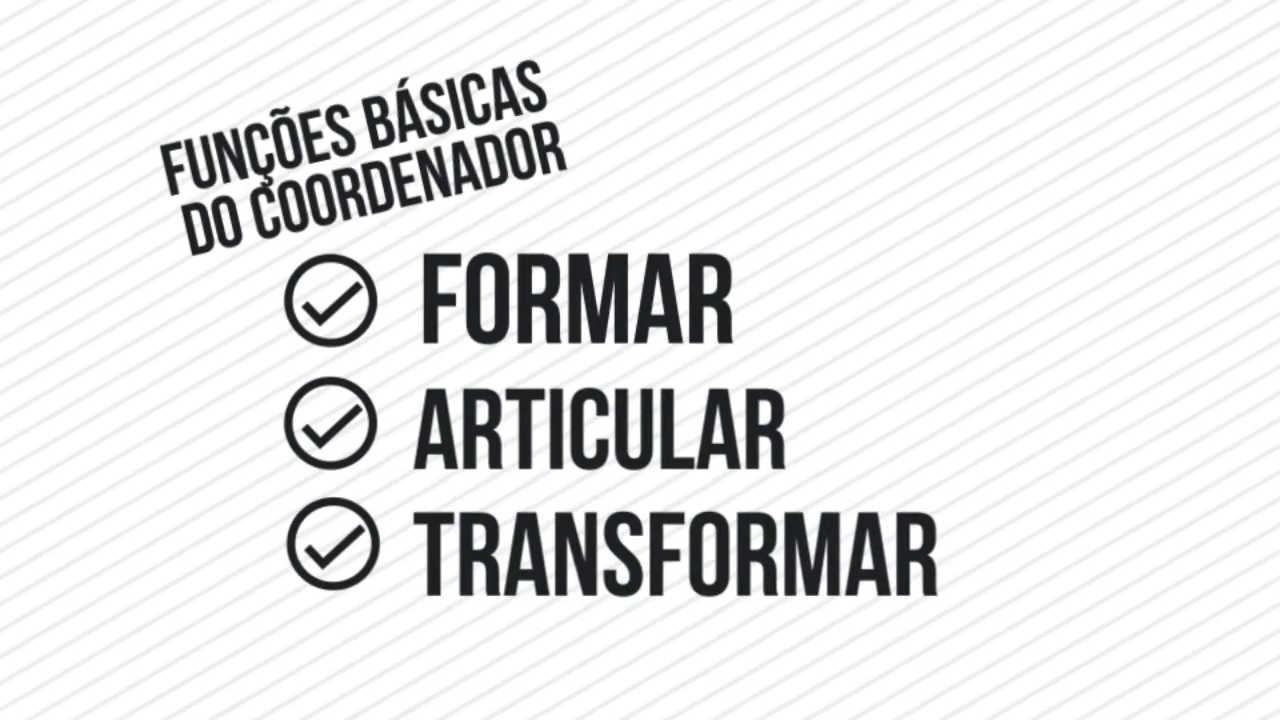 FUNÇÕES BÁSICAS
DO COORDENADOR
FORMAR
ARTICULAR
TRANSFORMAR